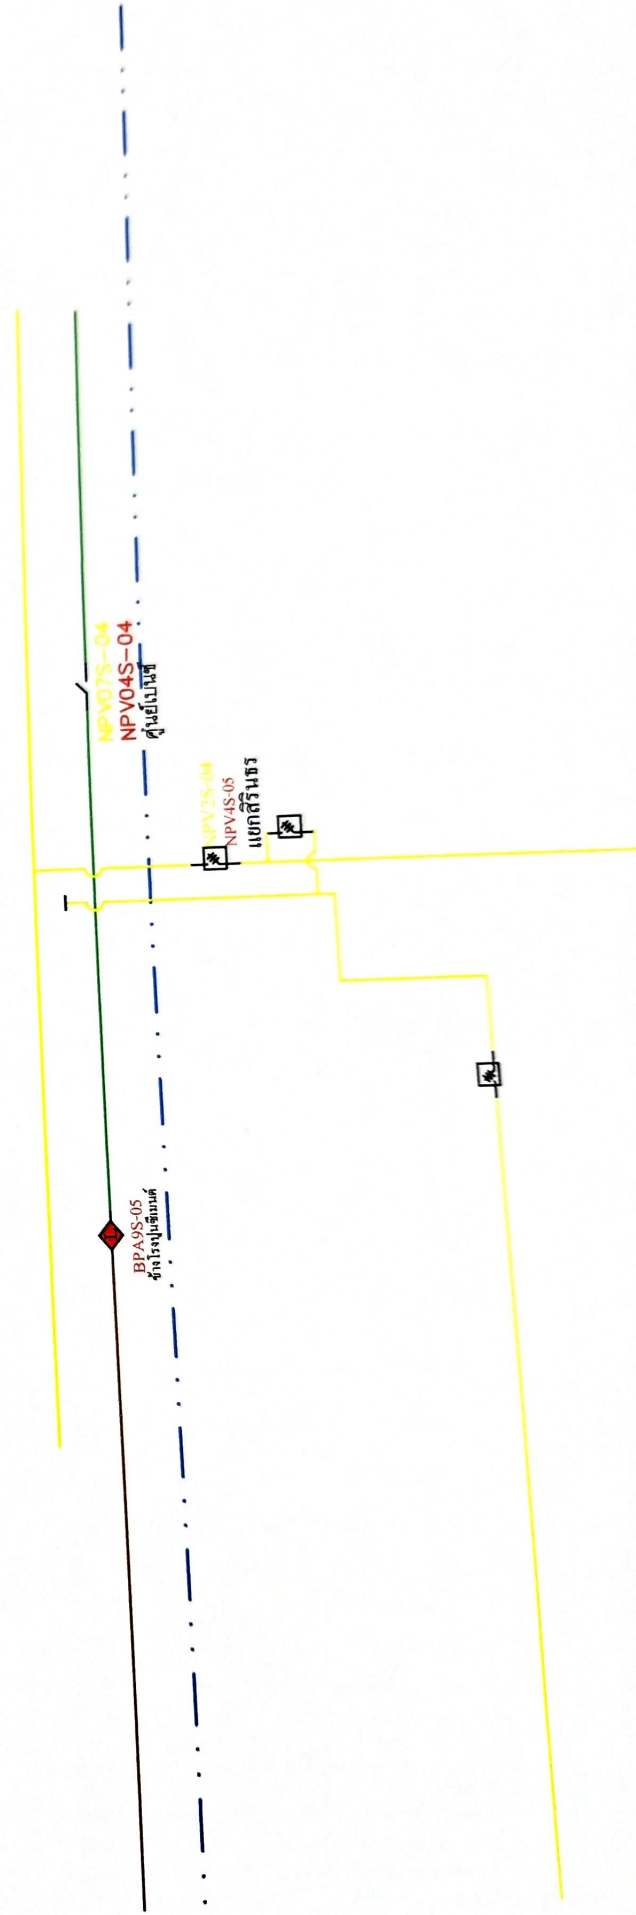 NPV07S-04
NPV04S-04
ศูนย์เบนซ์
NPV2S-04
NPV4S-05
แยกสิรินธร
BPA9S-05
ข้างโรงปูนซีเมนต์
L